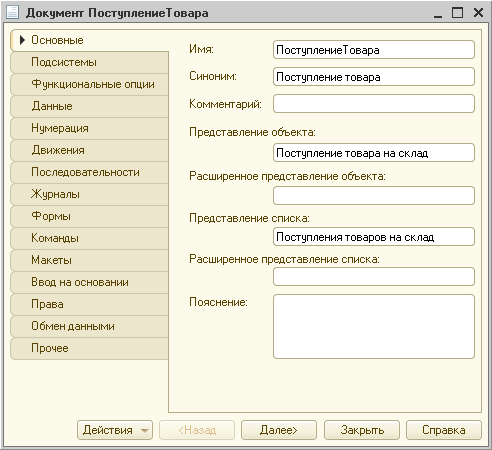 Документ ПоступлениеТовара
Основные
Подсистемы
Функциональные опции
Данные
Нумерация
Движения
Последовательности
Журналы
Формы
Команды
Макеты
Ввод на основании
Права
Обмен данными
Прочее
Имя: ПоступлениеТовара
Синоним: Поступление товара
Комментарий:
Представление объекта:
Поступление товара на склад
Расширенное представление объекта:
Представление списка:
Поступления товаров на склад
Расширенное представление списка:
Пояснение:
Действия <Назад Далее> Закрыть Справка